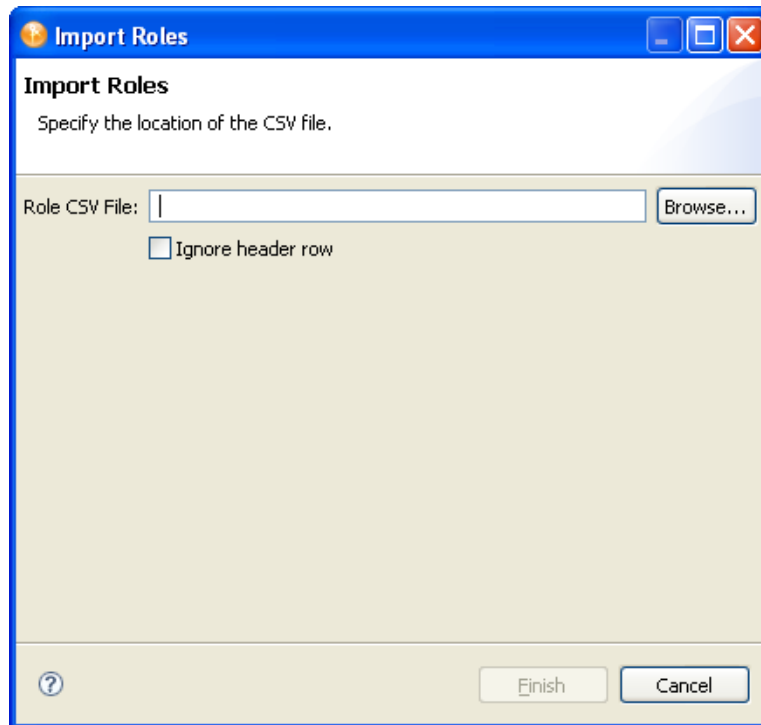 Import Roles
Import Roles
Specify the location of the CSV file.
Role CSV File: Browse...
Ignore header row
? Finish Cancel